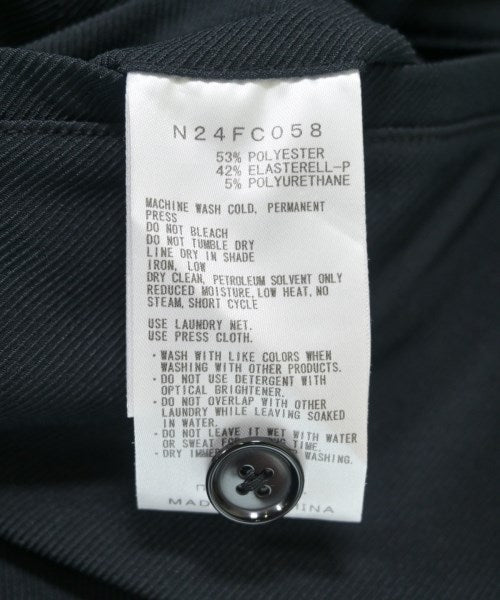 N24FC058
53% POLYESTER
42% ELASTERELL-P
5% POLYURETHANE
MACHINE WASH COLD, PERMANENT
PRESS
DO NOT BLEACH
DO NOT TUMBLE DRY
LINE DRY IN SHADE
IRON, LOW
DRY CLEAN, PETROLEUM SOLVENT ONLY
REDUCED MOISTURE, LOW HEAT, NO
STEAM, SHORT CYCLE
USE LAUNDRY NET.
USE PRESS CLOTH.
・WASH WITH LIKE COLORS WHEN
WASHING WITH OTHER PRODUCTS.
・DO NOT USE DETERGENT WITH
OPTICAL BRIGHTENER.
・DO NOT OVERLAP WITH OTHER
LAUNDRY WHILE LEAVING SOAKED
IN WATER.
・DO NOT LEAVE IT WET WITH WATER
OR SWEAT FOR TIME.
・DRY WASHING.